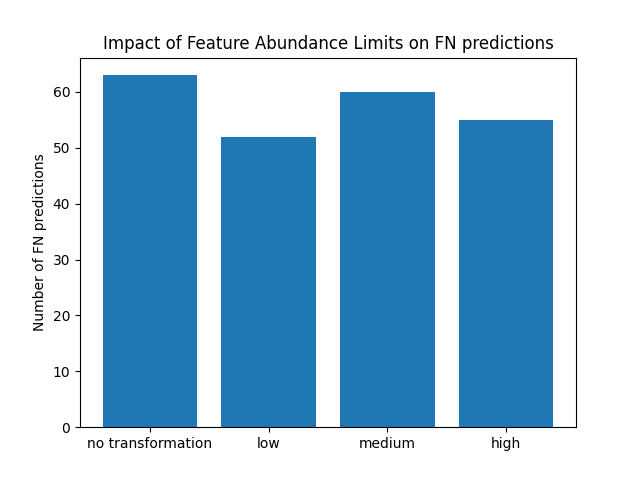 Impact of Feature Abundance Limits on FN predictions
Number of FN predictions
60
50
40
30
20
10
0
no transformation low medium high